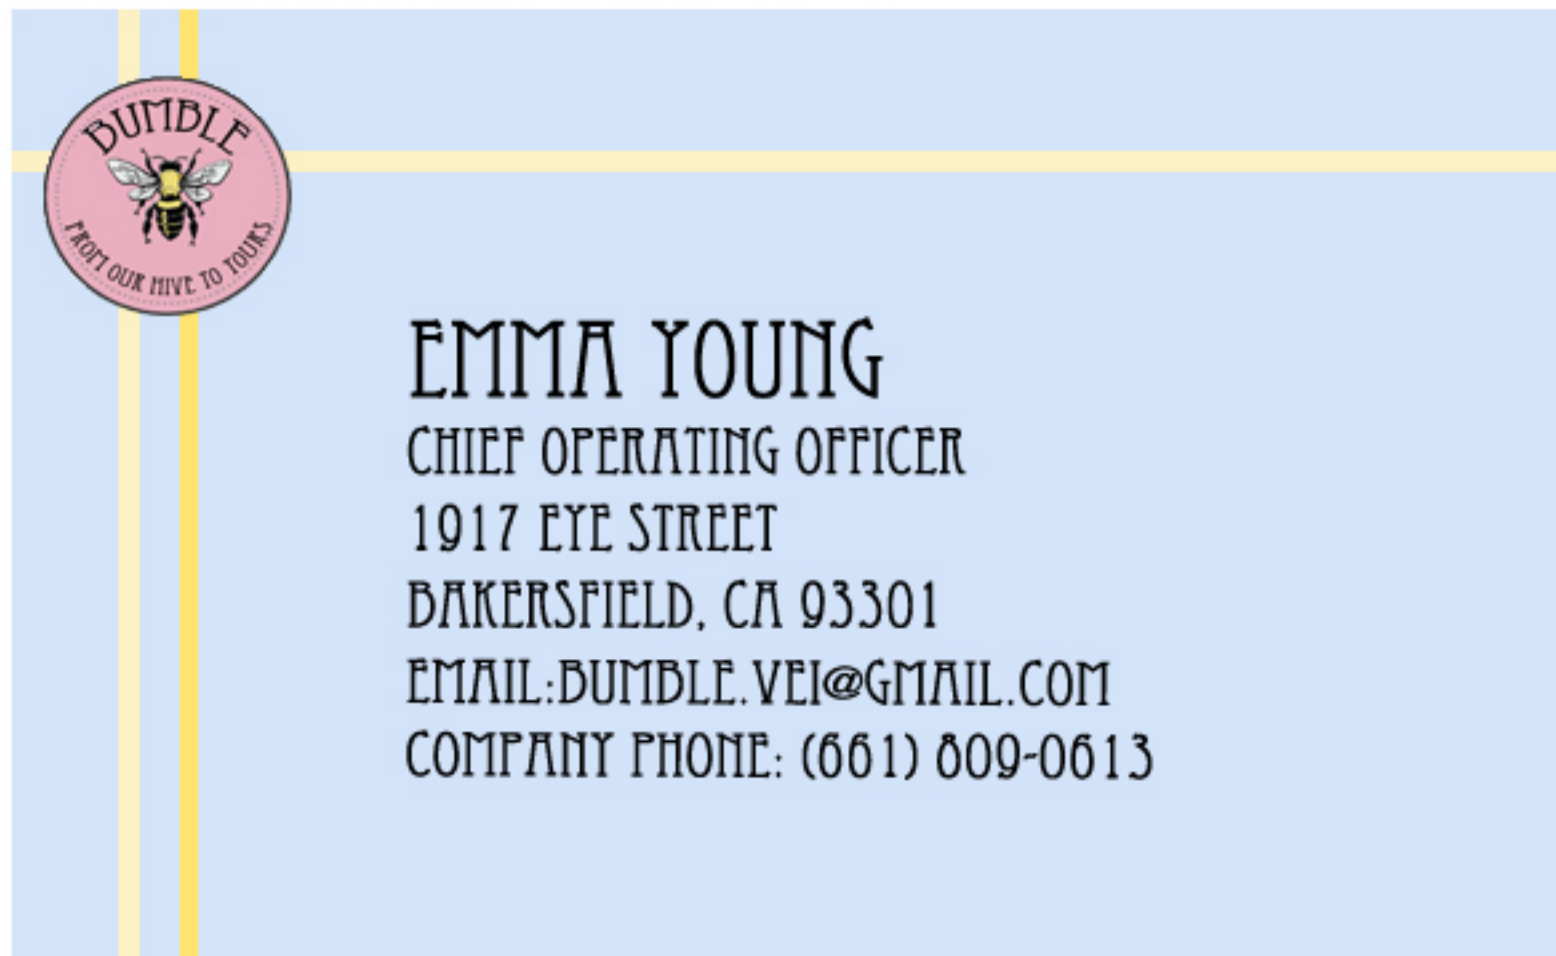 BUMBLE
FROM OUR HIVE TO YOURS
EMMA YOUNG
CHIEF OPERATING OFFICER
1917 EYE STREET
BAKERSFIELD, CA 93301
EMAIL:BUMBLE.VEI@GMAIL.COM
COMPANY PHONE: (661) 809-0613